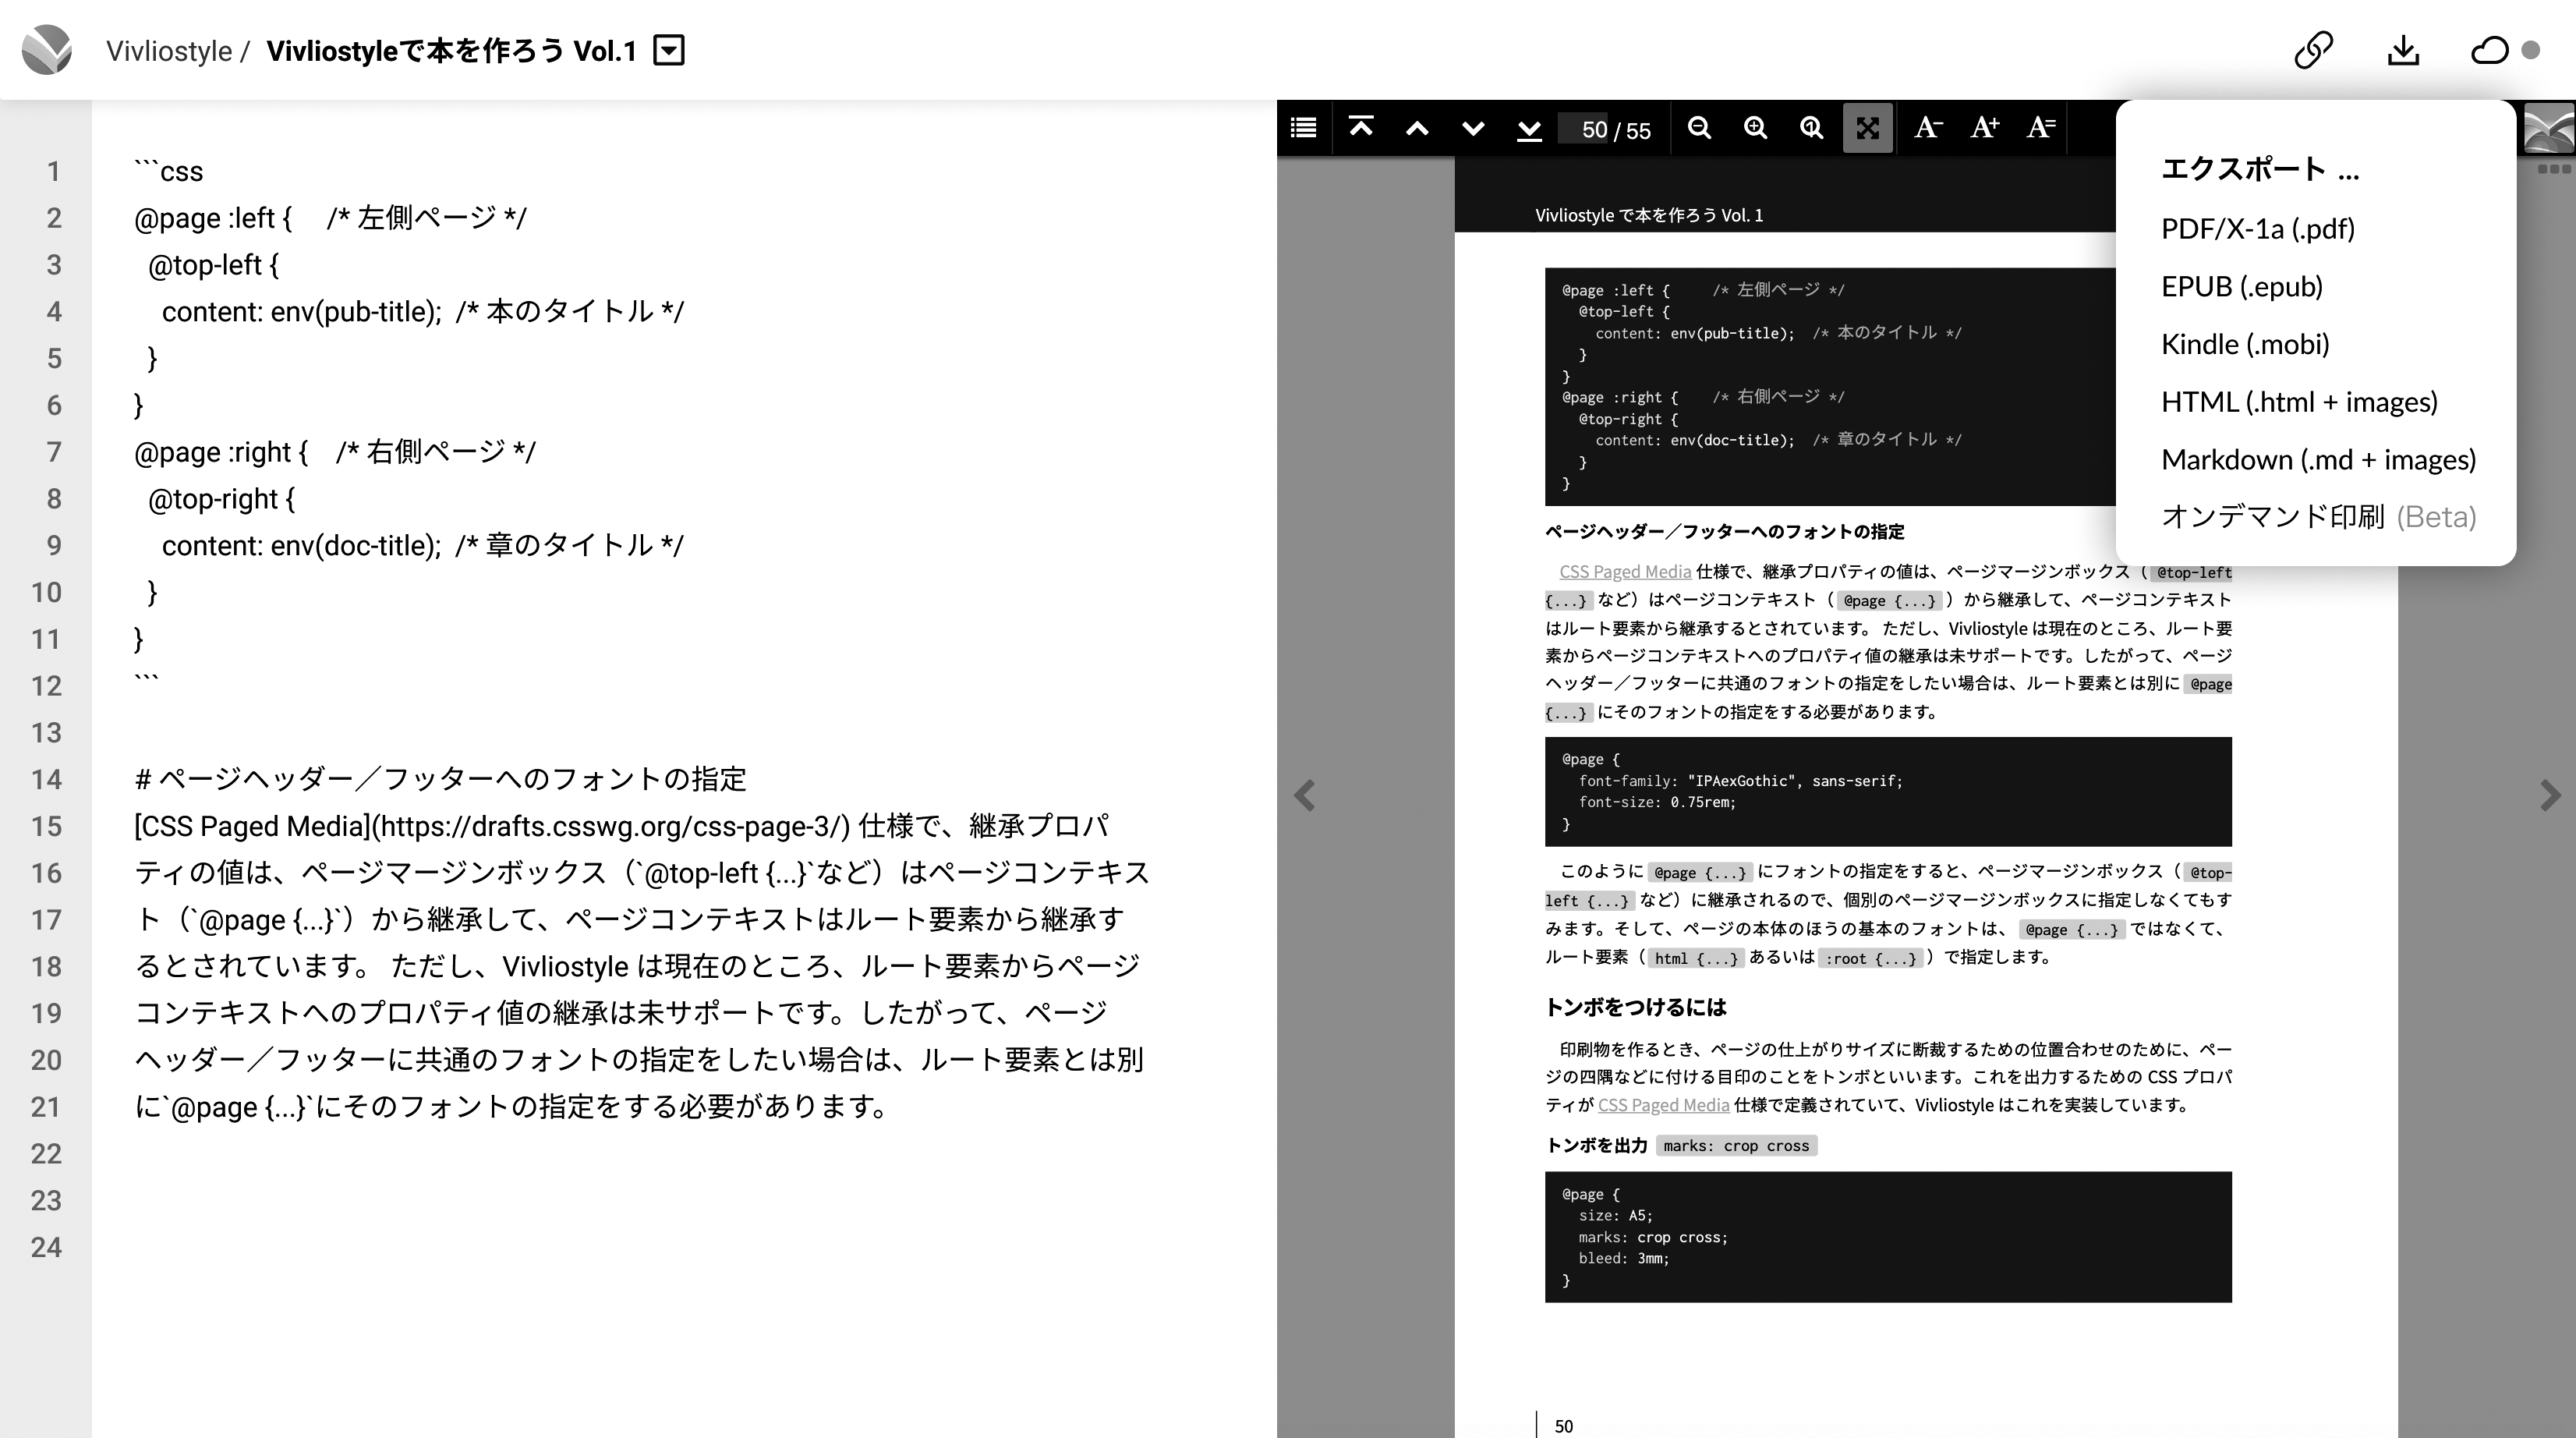 Vivliostyle / Vivliostyleで本を作ろう Vol.1
1 ```css
2 @page :left { /* 左側ページ */
3 @top-left {
4 content: env(pub-title); /* 本のタイトル */
5 }
6 }
7 @page :right { /* 右側ページ */
8 @top-right {
9 content: env(doc-title); /* 章のタイトル */
10 }
11 }
12 ```
13
14 # ページヘッダー／フッターへのフォントの指定
15 [CSS Paged Media](https://drafts.csswg.org/css-page-3/) 仕様で、継承プロパ
16 ティの値は、ページマージンボックス（`@top-left {...}`など）はページコンテキス
17 ト（`@page {...}`）から継承して、ページコンテキストはルート要素から継承す
18 るとされています。 ただし、Vivliostyle は現在のところ、ルート要素からページ
19 コンテキストへのプロパティ値の継承は未サポートです。したがって、ページ
20 ヘッダー／フッターに共通のフォントの指定をしたい場合は、ルート要素とは別
21 に`@page {...}`にそのフォントの指定をする必要があります。
22
23
24
50 / 55
A− A+ A=
Vivliostyle で本を作ろう Vol. 1
@page :left { /* 左側ページ */
@top-left {
content: env(pub-title); /* 本のタイトル */
}
}
@page :right { /* 右側ページ */
@top-right {
content: env(doc-title); /* 章のタイトル */
}
}
ページヘッダー／フッターへのフォントの指定
CSS Paged Media 仕様で、継承プロパティの値は、ページマージンボックス（ @top-left
{...} など）はページコンテキスト（ @page {...} ）から継承して、ページコンテキスト
はルート要素から継承するとされています。 ただし、Vivliostyle は現在のところ、ルート要
素からページコンテキストへのプロパティ値の継承は未サポートです。したがって、ページ
ヘッダー／フッターに共通のフォントの指定をしたい場合は、ルート要素とは別に @page
{...} にそのフォントの指定をする必要があります。
@page {
font-family: "IPAexGothic", sans-serif;
font-size: 0.75rem;
}
このように @page {...} にフォントの指定をすると、ページマージンボックス（ @top-
left {...} など）に継承されるので、個別のページマージンボックスに指定しなくてもす
みます。そして、ページの本体のほうの基本のフォントは、 @page {...} ではなくて、
ルート要素（ html {...} あるいは :root {...} ）で指定します。
トンボをつけるには
印刷物を作るとき、ページの仕上がりサイズに断裁するための位置合わせのために、ペー
ジの四隅などに付ける目印のことをトンボといいます。これを出力するための CSS プロパ
ティが CSS Paged Media 仕様で定義されていて、Vivliostyle はこれを実装しています。
トンボを出力 marks: crop cross
@page {
size: A5;
marks: crop cross;
bleed: 3mm;
}
50
エクスポート ...
PDF/X-1a (.pdf)
EPUB (.epub)
Kindle (.mobi)
HTML (.html + images)
Markdown (.md + images)
オンデマンド印刷 (Beta)